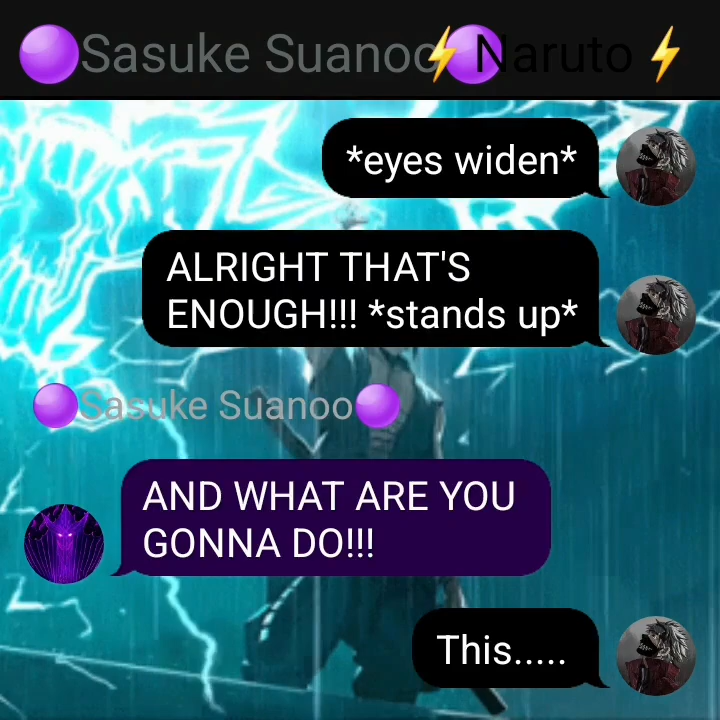 🟣Sasuke Suanoo⚡🟣Naruto ⚡
*eyes widen*
ALRIGHT THAT'S
ENOUGH!!! *stands up*
🟣Sasuke Suanoo🟣
AND WHAT ARE YOU
GONNA DO!!!
This.....